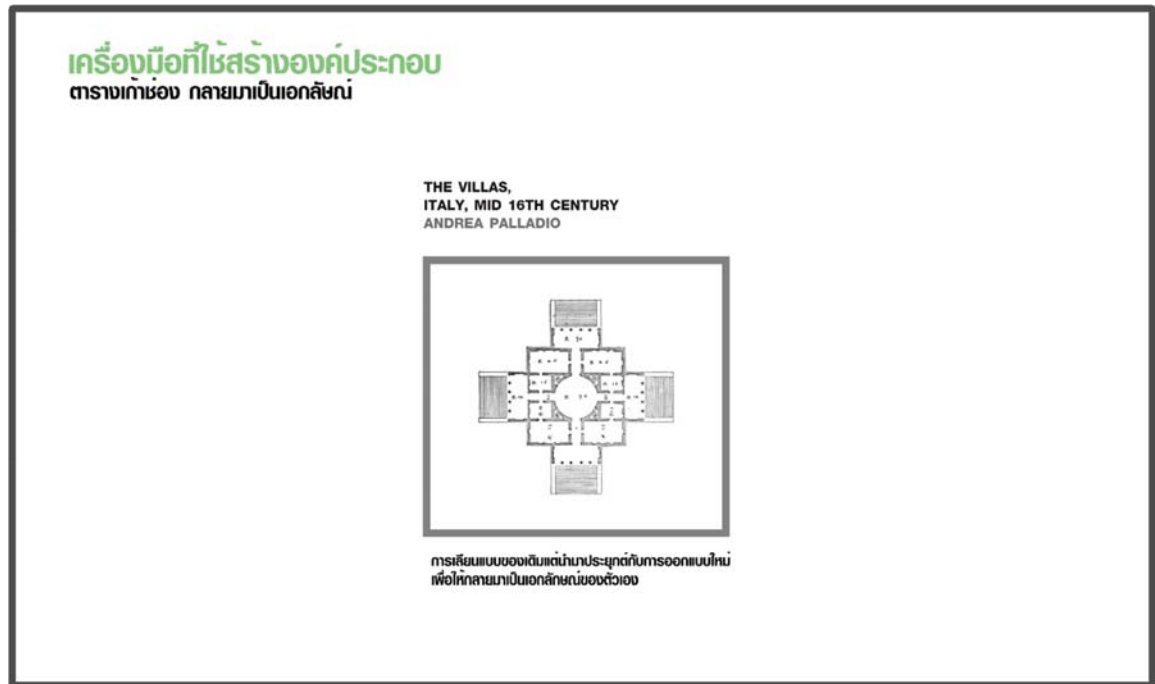 เครื่องมือที่ใช้สร้างองค์ประกอบ
ตารางเก้าช่อง กลายมาเป็นเอกลัษณ์
THE VILLAS,
ITALY, MID 16TH CENTURY
ANDREA PALLADIO
การเลียนแบบของเดิมแต่นำมาประยุกต์กับการออกแบบใหม่
เพื่อให้กลายมาเป็นเอกลักษณ์ของตัวเอง